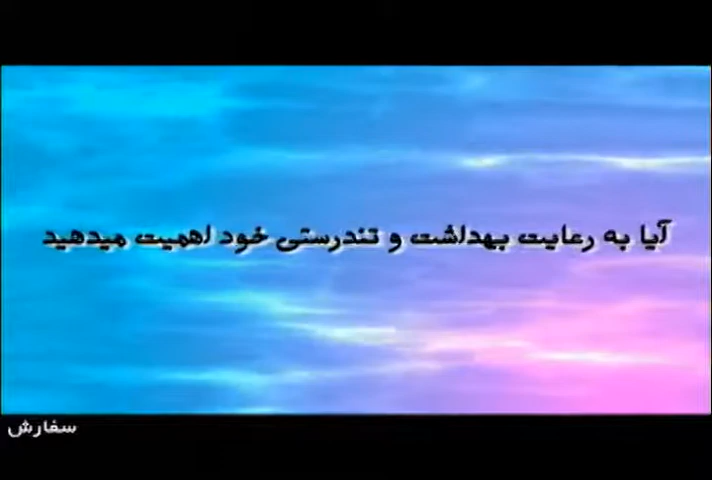 آیا به رعایت بهداشت و تندرستی خود اهمیت میدهید
سفارش